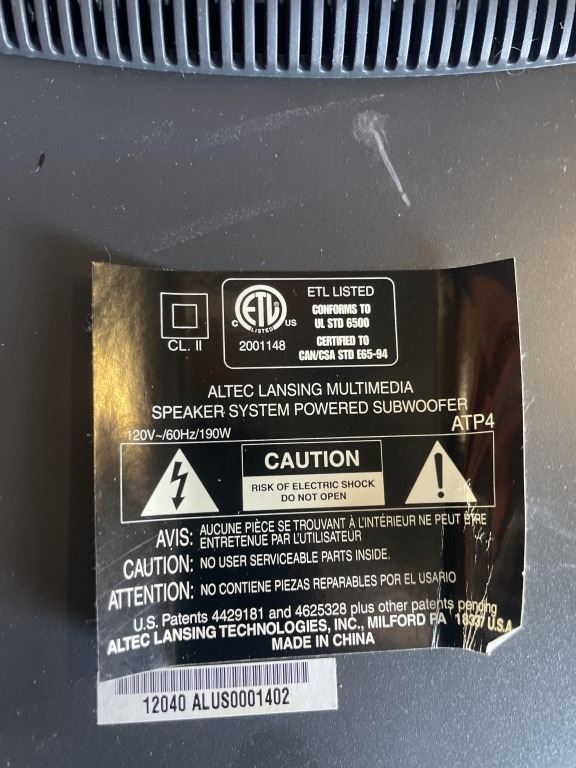 CL. II
ETL
LISTED
C US
2001148
ETL LISTED
CONFORMS TO
UL STD 6500
CERTIFIED TO
CAN/CSA STD E65-94
ALTEC LANSING MULTIMEDIA
SPEAKER SYSTEM POWERED SUBWOOFER
ATP4
120V~/60Hz/190W
CAUTION
RISK OF ELECTRIC SHOCK
DO NOT OPEN
AVIS: AUCUNE PIÈCE SE TROUVANT À L'INTÉRIEUR NE PEUT ÊTRE
ENTRETENUE PAR L'UTILISATEUR
CAUTION: NO USER SERVICEABLE PARTS INSIDE.
ATTENTION: NO CONTIENE PIEZAS REPARABLES POR EL USARIO
U.S. Patents 4429181 and 4625328 plus other patents pending
ALTEC LANSING TECHNOLOGIES, INC., MILFORD PA 18337 U.S.A
MADE IN CHINA
12040 ALUS0001402